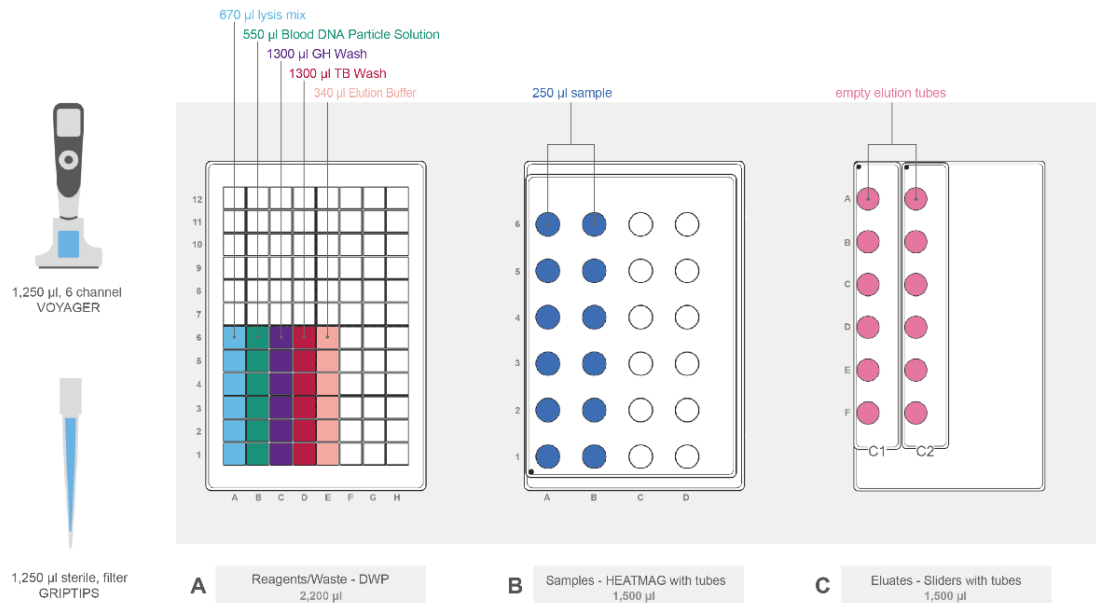 670 µl lysis mix
550 µl Blood DNA Particle Solution
1300 µl GH Wash
1300 µl TB Wash
340 µl Elution Buffer
250 µl sample
empty elution tubes
1,250 µl, 6 channel
VOYAGER
1,250 µl sterile, filter
GRIPTIPS
12
11
10
9
8
7
6
5
4
3
2
1
A B C D E F G H
6
5
4
3
2
1
A B C D
A
B
C
D
E
F
C1 C2
A
Reagents/Waste - DWP
2,200 µl
B
Samples - HEATMAG with tubes
1,500 µl
C
Eluates - Sliders with tubes
1,500 µl